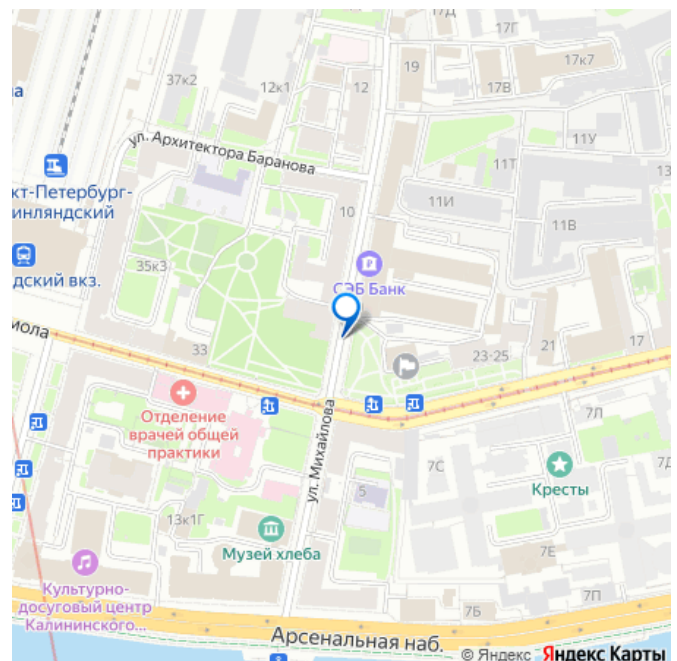 17Д
17Г
19
17к7
37к2
12к1
12
17В
а
ул. Архитектора Баранова
11У
11Т
13
кт-Петербург-
инляндский
10
11И
11В
35к3
СЭБ Банк
дский вкз.
иола
33
23-25
21
17
Отделение
врачей общей
практики
ул. Михайлова
7Л
7С
7Д
5
Кресты
13к1Г
Музей хлеба
7Е
Культурно-
досуговый центр
Калининского...
7Б
7П
Арсенальная наб.
© Яндекс Яндекс Карты